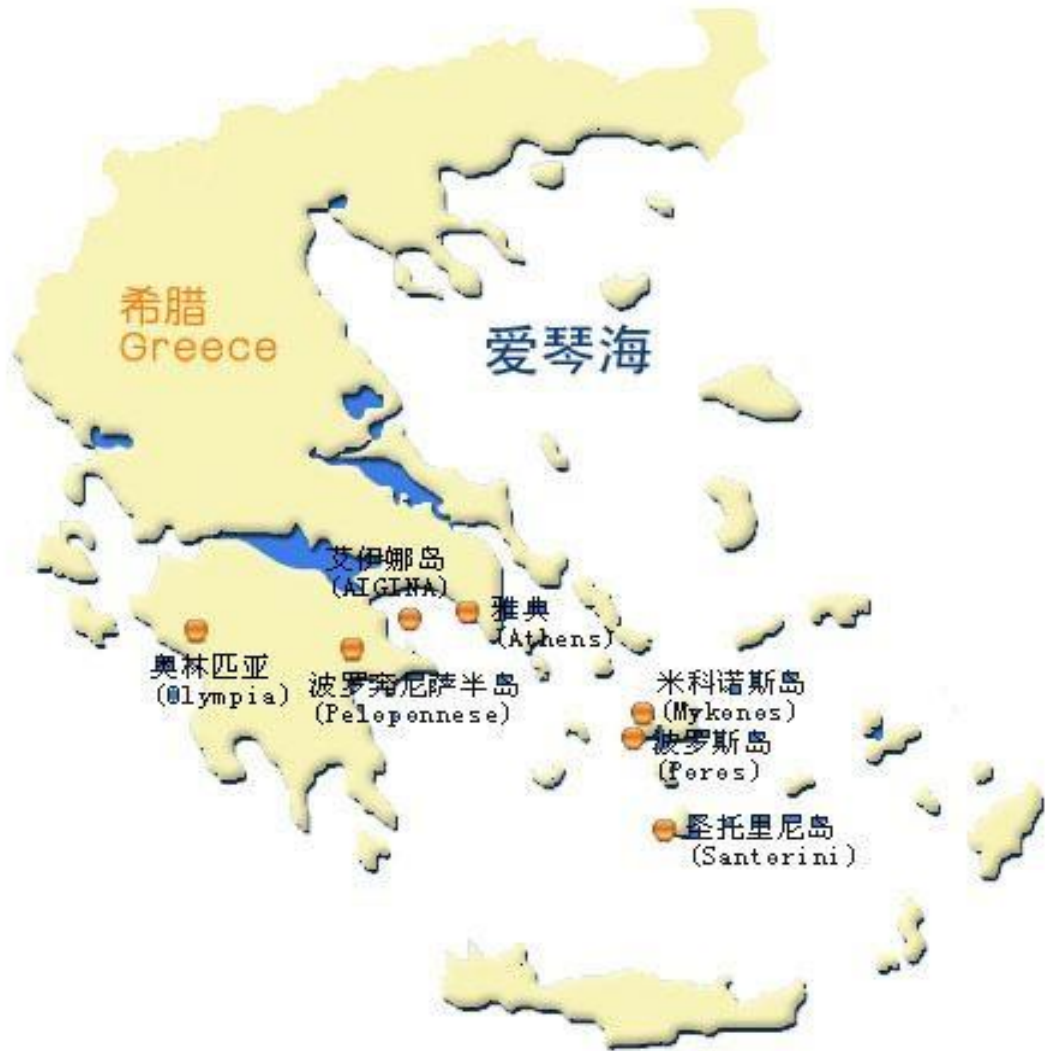 希腊
Greece
爱琴海
艾伊娜岛
(AIGINA)
雅典
(Athens)
奥林匹亚
(Olympia)
波罗奔尼萨半岛
(Peloponnese)
米科诺斯岛
(Mykonos)
波罗斯岛
(Poros)
圣托里尼岛
(Santorini)